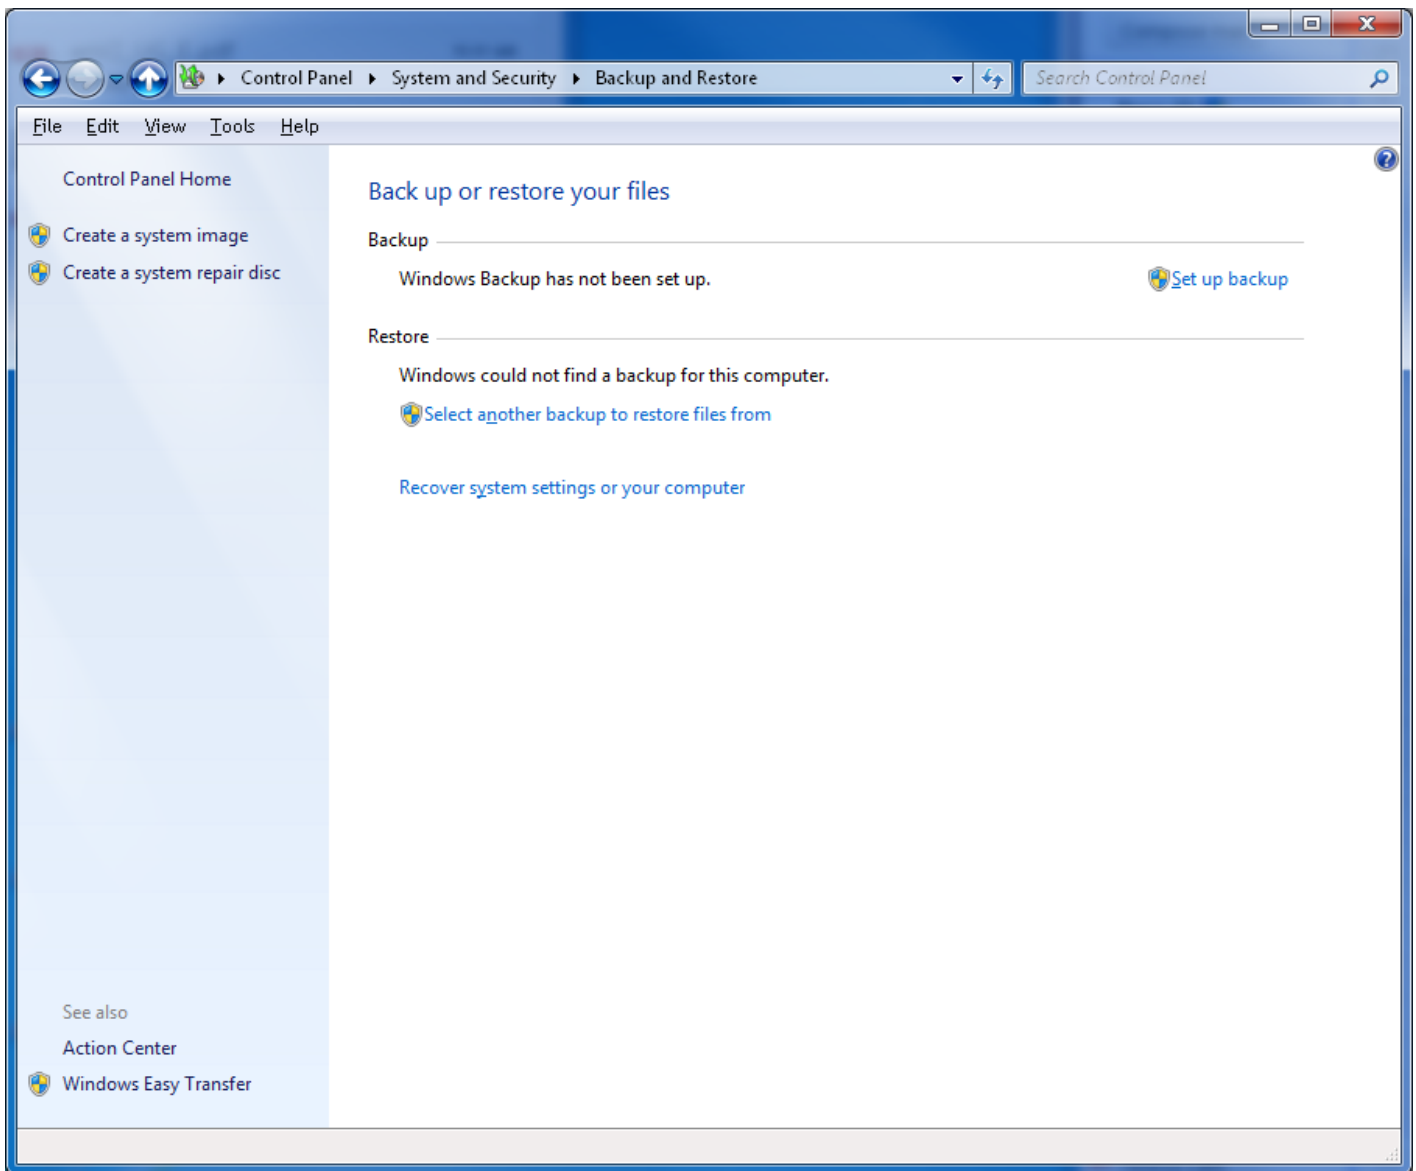 Control Panel System and Security Backup and Restore Search Control Panel
File Edit View Tools Help
Control Panel Home
Create a system image
Create a system repair disc
Back up or restore your files
Backup
Windows Backup has not been set up. Set up backup
Restore
Windows could not find a backup for this computer.
Select another backup to restore files from
Recover system settings or your computer
See also
Action Center
Windows Easy Transfer